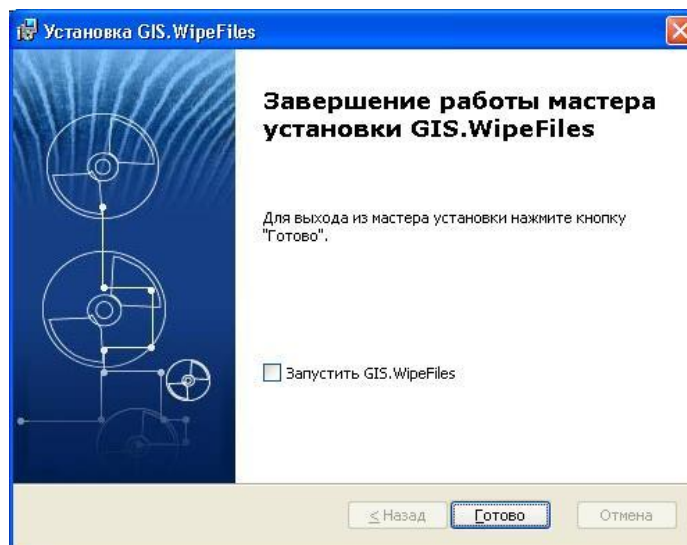 Установка GIS.WipeFiles
Завершение работы мастера
установки GIS.WipeFiles
Для выхода из мастера установки нажмите кнопку
"Готово".
Запустить GIS.WipeFiles
< Назад
Готово
Отмена